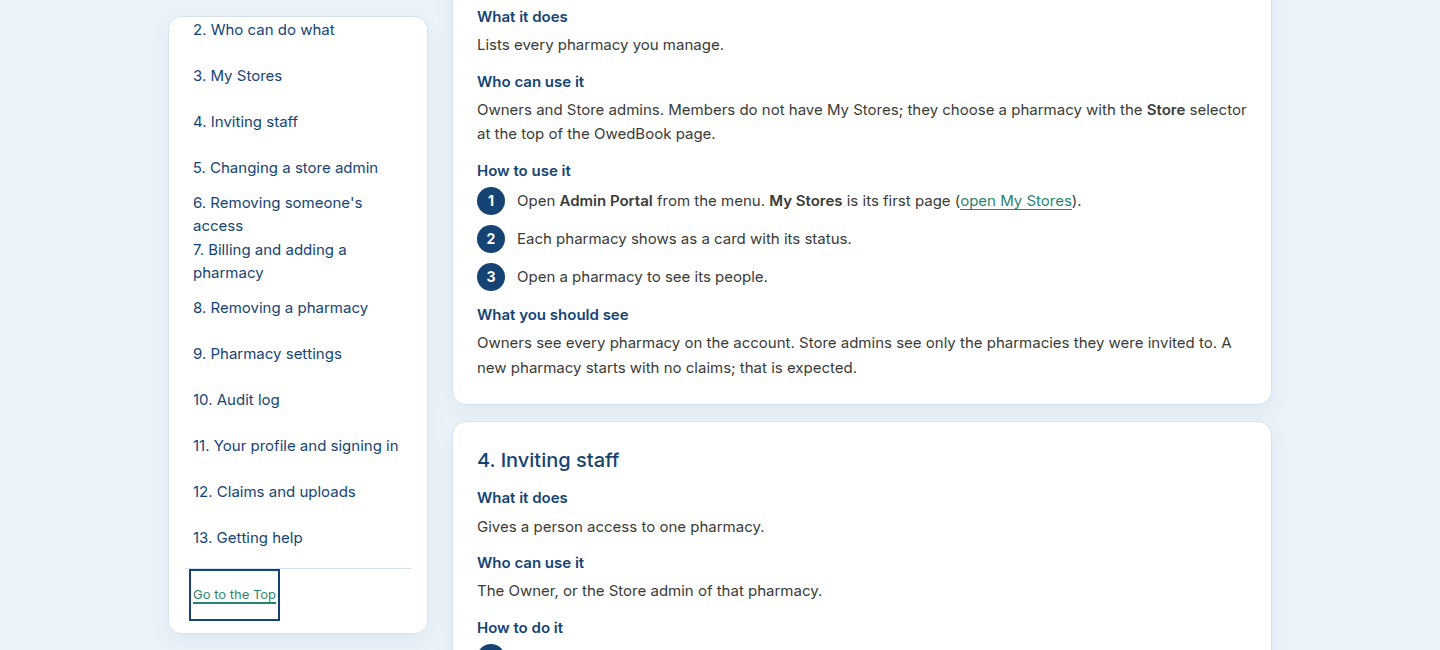 2. Who can do what
3. My Stores
4. Inviting staff
5. Changing a store admin
6. Removing someone's
access
7. Billing and adding a
pharmacy
8. Removing a pharmacy
9. Pharmacy settings
10. Audit log
11. Your profile and signing in
12. Claims and uploads
13. Getting help
Go to the Top
What it does
Lists every pharmacy you manage.
Who can use it
Owners and Store admins. Members do not have My Stores; they choose a pharmacy with the Store selector
at the top of the OwedBook page.
How to use it
1 Open Admin Portal from the menu. My Stores is its first page (open My Stores).
2 Each pharmacy shows as a card with its status.
3 Open a pharmacy to see its people.
What you should see
Owners see every pharmacy on the account. Store admins see only the pharmacies they were invited to. A
new pharmacy starts with no claims; that is expected.
4. Inviting staff
What it does
Gives a person access to one pharmacy.
Who can use it
The Owner, or the Store admin of that pharmacy.
How to do it